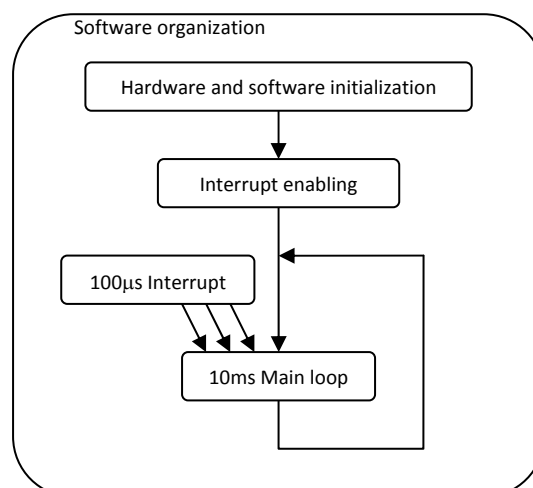 Software organization
Hardware and software initialization
Interrupt enabling
100μs Interrupt
10ms Main loop